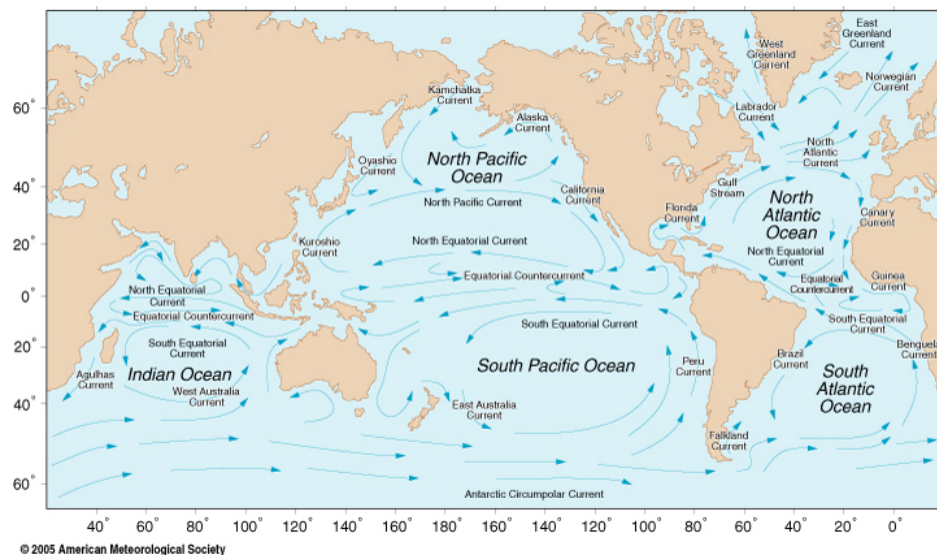 East
Greenland
Current
West
Greenland
Current
Norwegian
Current
Kamchatka
Current
60°
Labrador
Current
Alaska
Current
North
Atlantic
Current
Oyashio
Current
North Pacific
Ocean
40°
California
Current
North Pacific Current
Gulf
Stream
Florida
Current
North
Atlantic
Ocean
Canary
Current
Kuroshio
Current
20°
North Equatorial Current
North Equatorial
Current
Equatorial Countercurrent
Equatorial
Countercurrent
Guinea
Current
North Equatorial
Current
0°
Equatorial Countercurrent
South Equatorial Current
South Equatorial
Current
South Equatorial
Current
20°
Benguela
Current
Brazil
Current
Peru
Current
Agulhas
Current
Indian Ocean
South Pacific Ocean
South
Atlantic
Ocean
West Australia
Current
40°
East Australia
Current
Falkland
Current
60°
Antarctic Circumpolar Current
40° 60° 80° 100° 120° 140° 160° 180° 160° 140° 120° 100° 80° 60° 40° 20° 0°
© 2005 American Meteorological Society